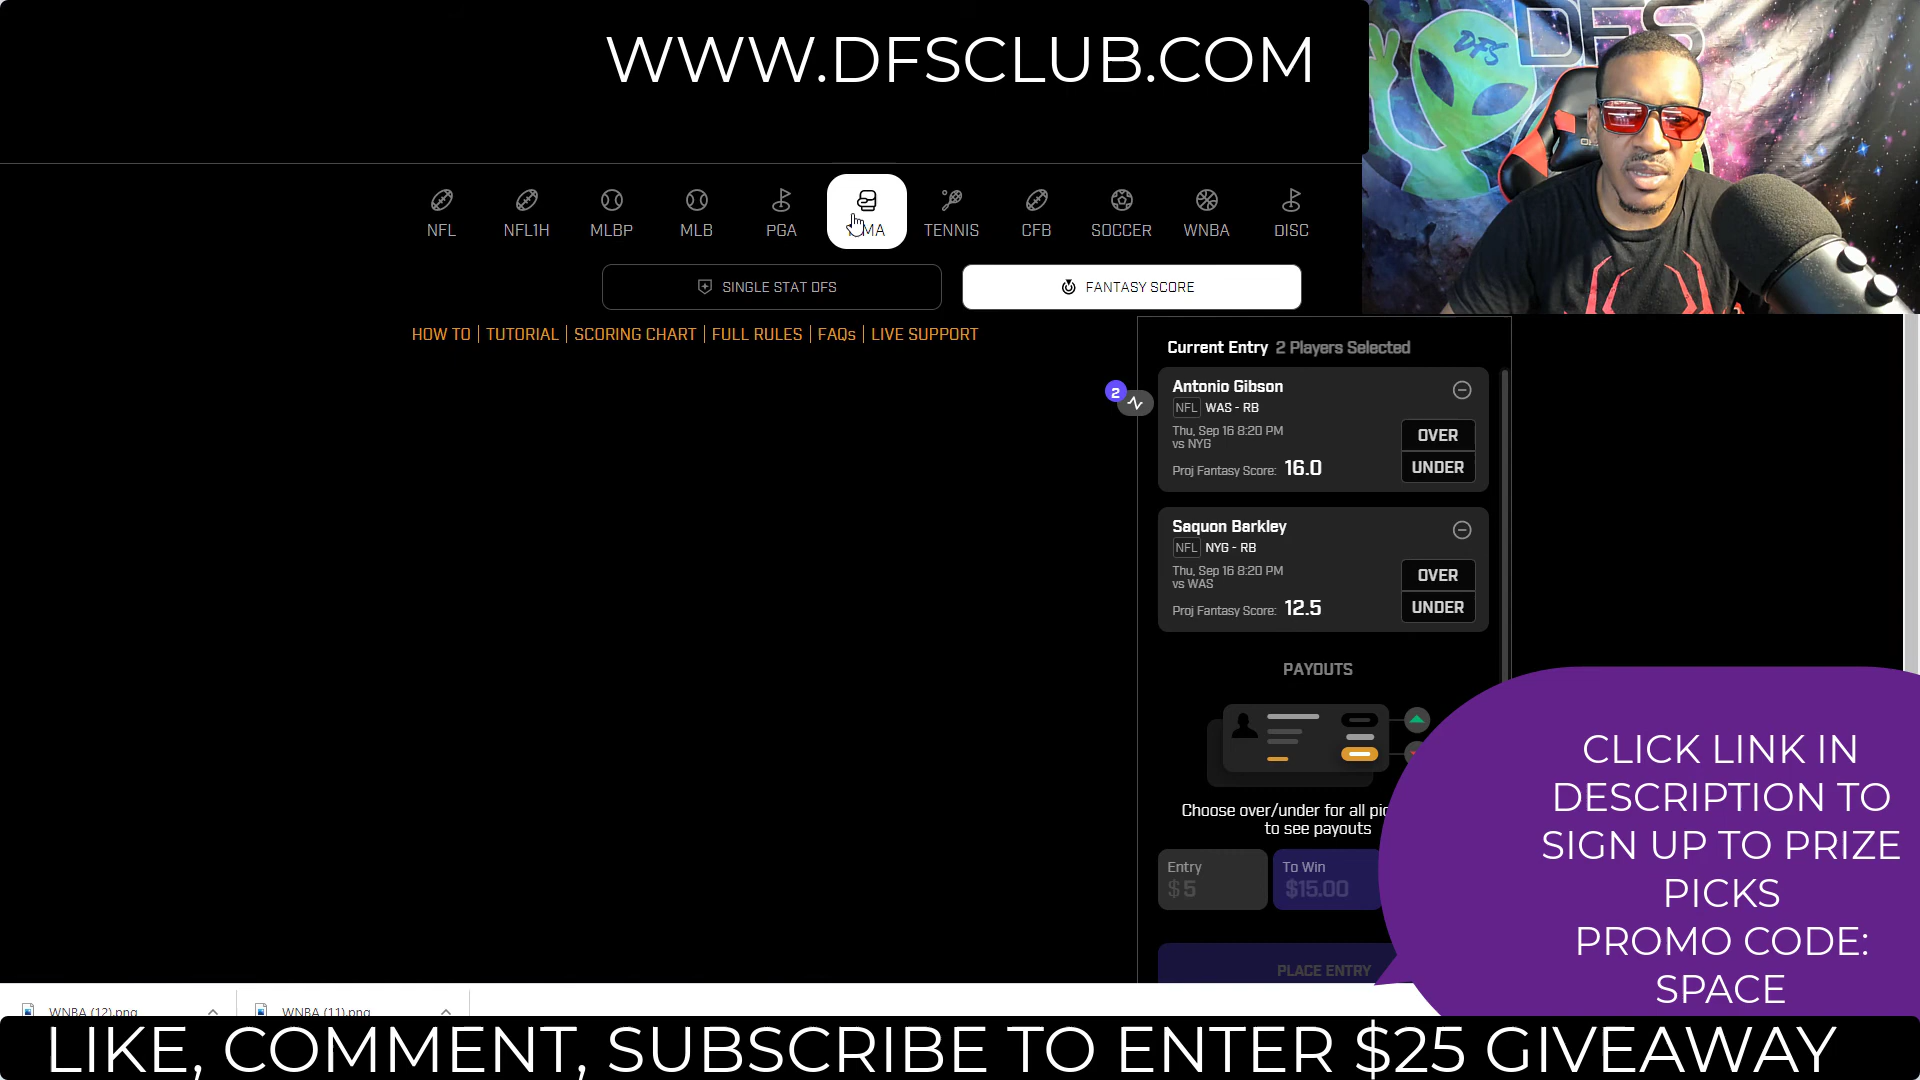 WWW.DFSCLUB.COM
DFS
DFS
NFL
NFL1H
MLBP
MLB
PGA
MMA
TENNIS
CFB
SOCCER
WNBA
DISC
SINGLE STAT DFS
FANTASY SCORE
HOW TO | TUTORIAL | SCORING CHART | FULL RULES | FAQs | LIVE SUPPORT
Current Entry 2 Players Selected
2
Antonio Gibson
NFL WAS - RB
Thu, Sep 16 8:20 PM
vs NYG
Proj Fantasy Score: 16.0
OVER
UNDER
Saquon Barkley
NFL NYG - RB
Thu, Sep 16 8:20 PM
vs WAS
Proj Fantasy Score: 12.5
OVER
UNDER
PAYOUTS
Choose over/under for all
to see payouts
Entry
$5
To Win
$15.00
PLACE ENTRY
CLICK LINK IN
DESCRIPTION TO
SIGN UP TO PRIZE
PICKS
PROMO CODE:
SPACE
WNBA (12).png
WNBA (11).png
LIKE, COMMENT, SUBSCRIBE TO ENTER $25 GIVEAWAY